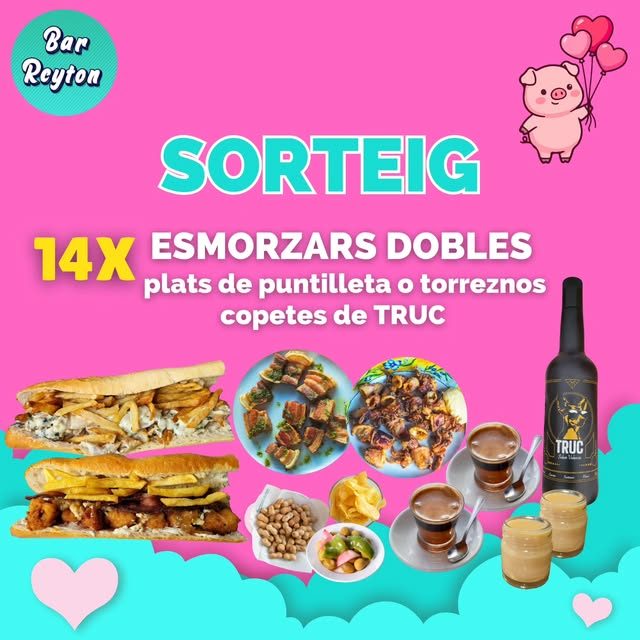 Bar
Reyton
SORTEIG
14X ESMORZARS DOBLES
plats de puntilleta o torreznos
copetes de TRUC
TRUC